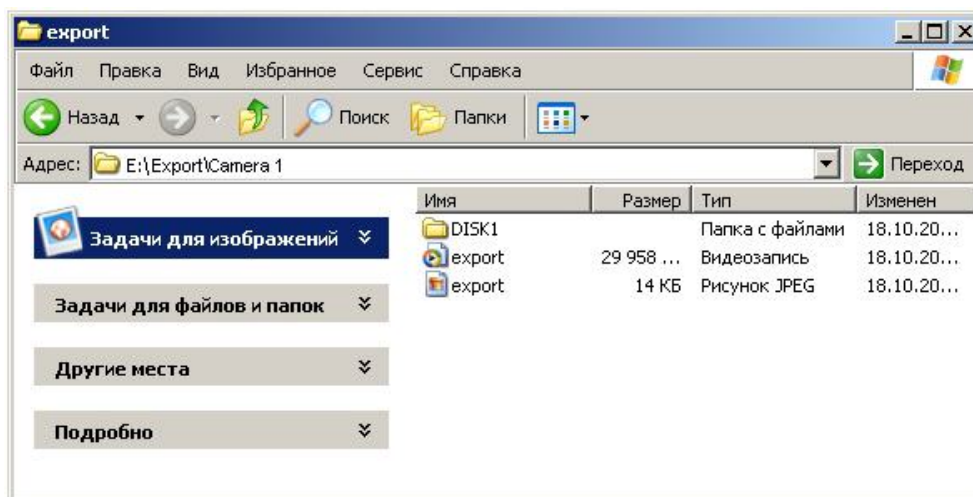 export
Файл Правка Вид Избранное Сервис Справка
Назад Поиск Папки
Адрес: E:\Export\Camera 1 Переход
Имя Размер Тип Изменен
Задачи для изображений
DISK1 Папка с файлами 18.10.20...
export 29 958 ... Видеозапись 18.10.20...
export 14 КБ Рисунок JPEG 18.10.20...
Задачи для файлов и папок
Другие места
Подробно